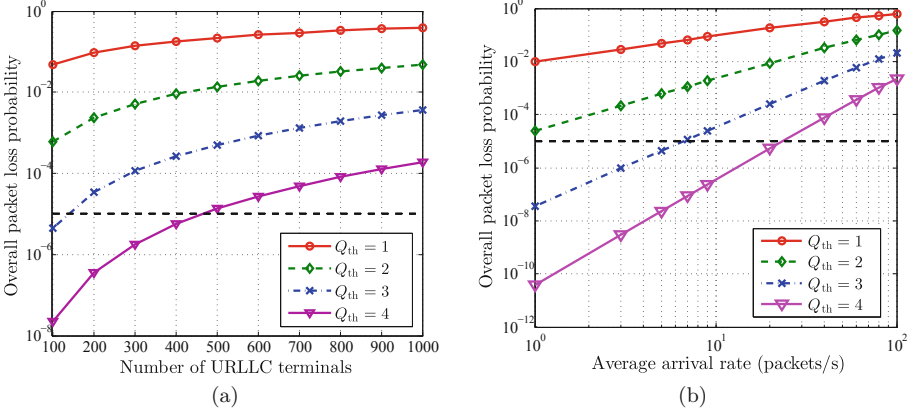 Overall packet loss probability
10^0
10^-2
10^-4
10^-6
10^-8
100 200 300 400 500 600 700 800 900 1000
Number of URLLC terminals
Q_th = 1
Q_th = 2
Q_th = 3
Q_th = 4
(a)
Overall packet loss probability
10^0
10^-2
10^-4
10^-6
10^-8
10^-10
10^-12
10^0 10^1 10^2
Average arrival rate (packets/s)
Q_th = 1
Q_th = 2
Q_th = 3
Q_th = 4
(b)